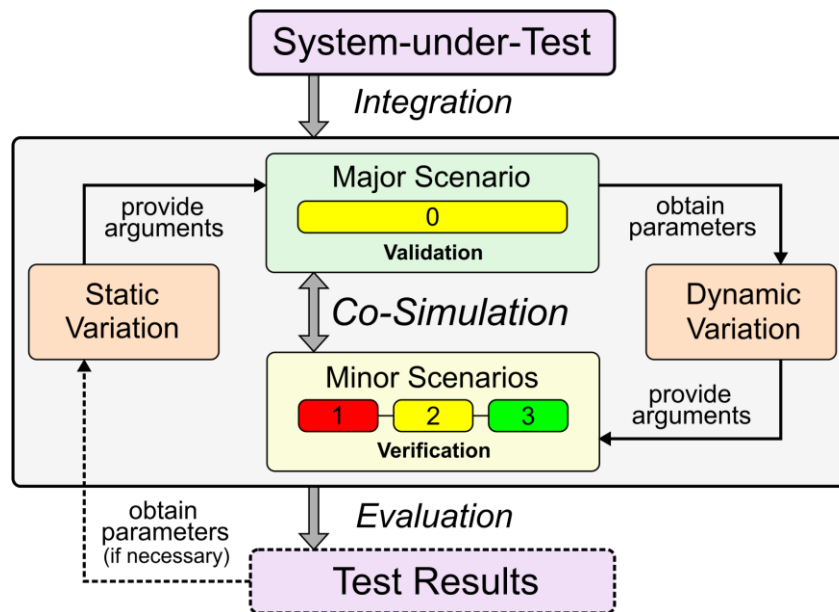 System-under-Test
Integration
Major Scenario
0
Validation
provide
arguments
obtain
parameters
Static
Variation
Co-Simulation
Dynamic
Variation
Minor Scenarios
1 2 3
Verification
provide
arguments
obtain
parameters
(if necessary)
Evaluation
Test Results